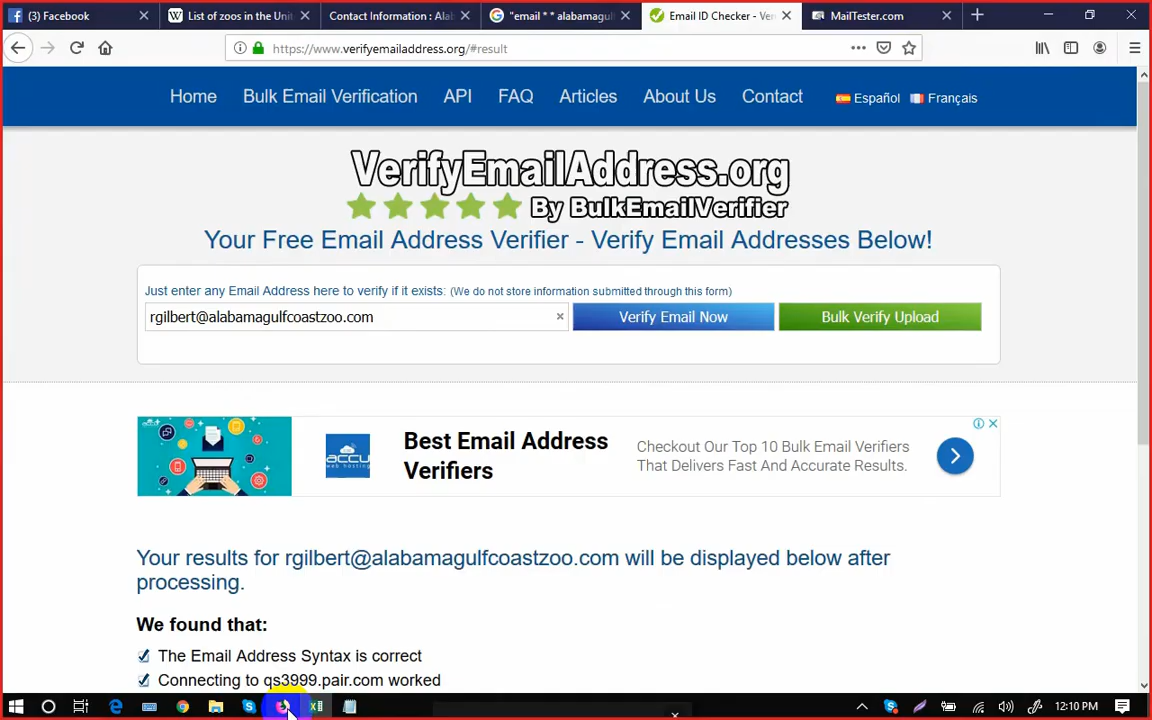 (3) Facebook
List of zoos in the Unit
Contact Information : Ala
"email * * alabamagul
Email ID Checker - Ver
MailTester.com
https://www.verifyemailaddress.org/#result
Home
Bulk Email Verification
API
FAQ
Articles
About Us
Contact
Español
Français
VerifyEmailAddress.org
By BulkEmailVerifier
Your Free Email Address Verifier - Verify Email Addresses Below!
Just enter any Email Address here to verify if it exists: (We do not store information submitted through this form)
rgilbert@alabamagulfcoastzoo.com
Verify Email Now
Bulk Verify Upload
accu
web hosting
Best Email Address
Verifiers
Checkout Our Top 10 Bulk Email Verifiers
That Delivers Fast And Accurate Results.
Your results for rgilbert@alabamagulfcoastzoo.com will be displayed below after
processing.
We found that:
The Email Address Syntax is correct
Connecting to qs3999.pair.com worked
12:10 PM